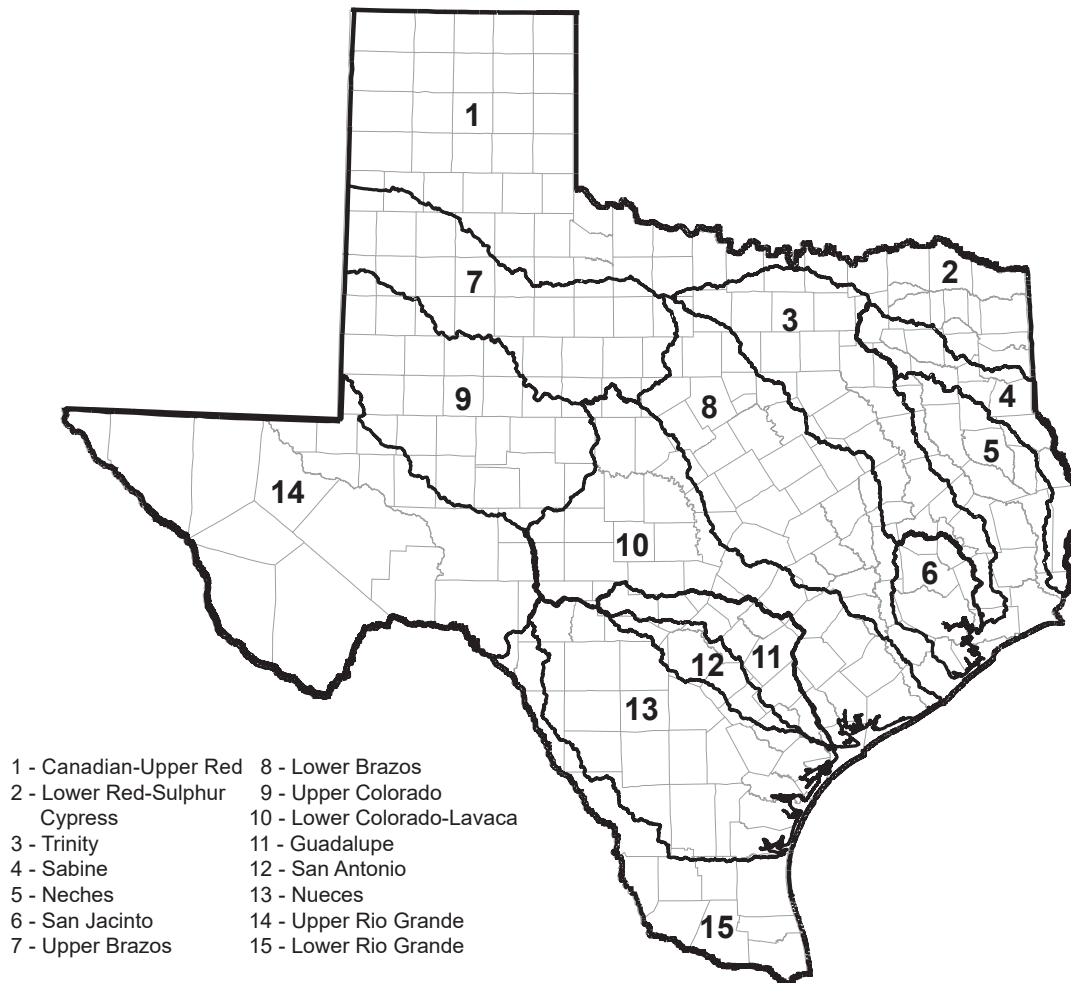 1
2
7
3
4
9
8
5
14
10
6
12
11
13
15
1 - Canadian-Upper Red
2 - Lower Red-Sulphur
Cypress
3 - Trinity
4 - Sabine
5 - Neches
6 - San Jacinto
7 - Upper Brazos
8 - Lower Brazos
9 - Upper Colorado
10 - Lower Colorado-Lavaca
11 - Guadalupe
12 - San Antonio
13 - Nueces
14 - Upper Rio Grande
15 - Lower Rio Grande